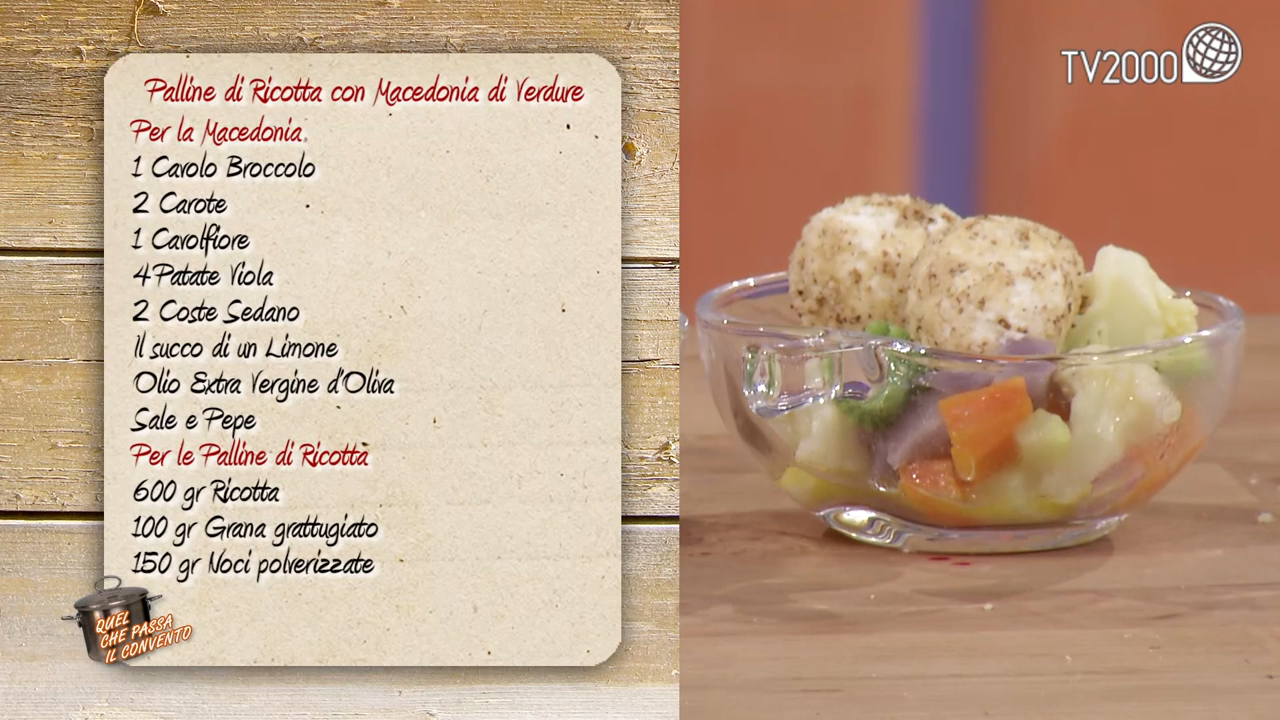 Palline di Ricotta con Macedonia di Verdure
Per la Macedonia
1 Cavolo Broccolo
2 Carote
1 Cavolfiore
4 Patate Viola
2 Coste Sedano
Il succo di un Limone
Olio Extra Vergine d'Oliva
Sale e Pepe
Per le Palline di Ricotta
600 gr Ricotta
100 gr Grana grattugiato
150 gr Noci polverizzate
QUEL
CHE PASSA
IL CONVENTO
TV2000